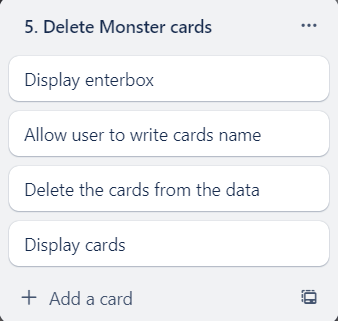 5. Delete Monster cards
Display enterbox
Allow user to write cards name
Delete the cards from the data
Display cards
Add a card